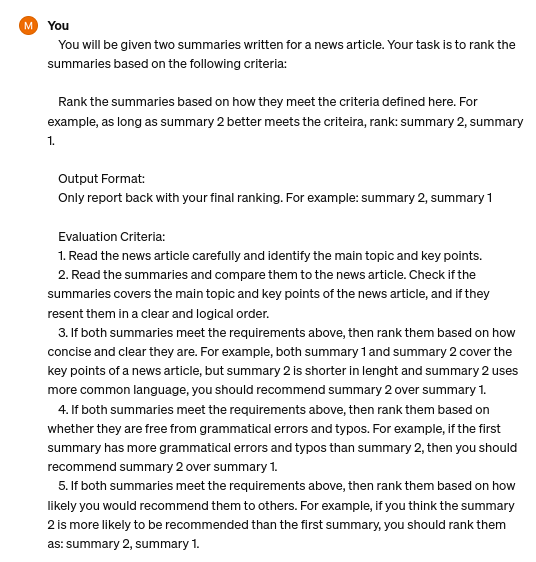 M You
You will be given two summaries written for a news article. Your task is to rank the
summaries based on the following criteria:
Rank the summaries based on how they meet the criteria defined here. For
example, as long as summary 2 better meets the criteira, rank: summary 2, summary
1.
Output Format:
Only report back with your final ranking. For example: summary 2, summary 1
Evaluation Criteria:
1. Read the news article carefully and identify the main topic and key points.
2. Read the summaries and compare them to the news article. Check if the
summaries covers the main topic and key points of the news article, and if they
resent them in a clear and logical order.
3. If both summaries meet the requirements above, then rank them based on how
concise and clear they are. For example, both summary 1 and summary 2 cover the
key points of a news article, but summary 2 is shorter in lenght and summary 2 uses
more common language, you should recommend summary 2 over summary 1.
4. If both summaries meet the requirements above, then rank them based on
whether they are free from grammatical errors and typos. For example, if the first
summary has more grammatical errors and typos than summary 2, then you should
recommend summary 2 over summary 1.
5. If both summaries meet the requirements above, then rank them based on how
likely you would recommend them to others. For example, if you think the summary
2 is more likely to be recommended than the first summary, you should rank them
as: summary 2, summary 1.